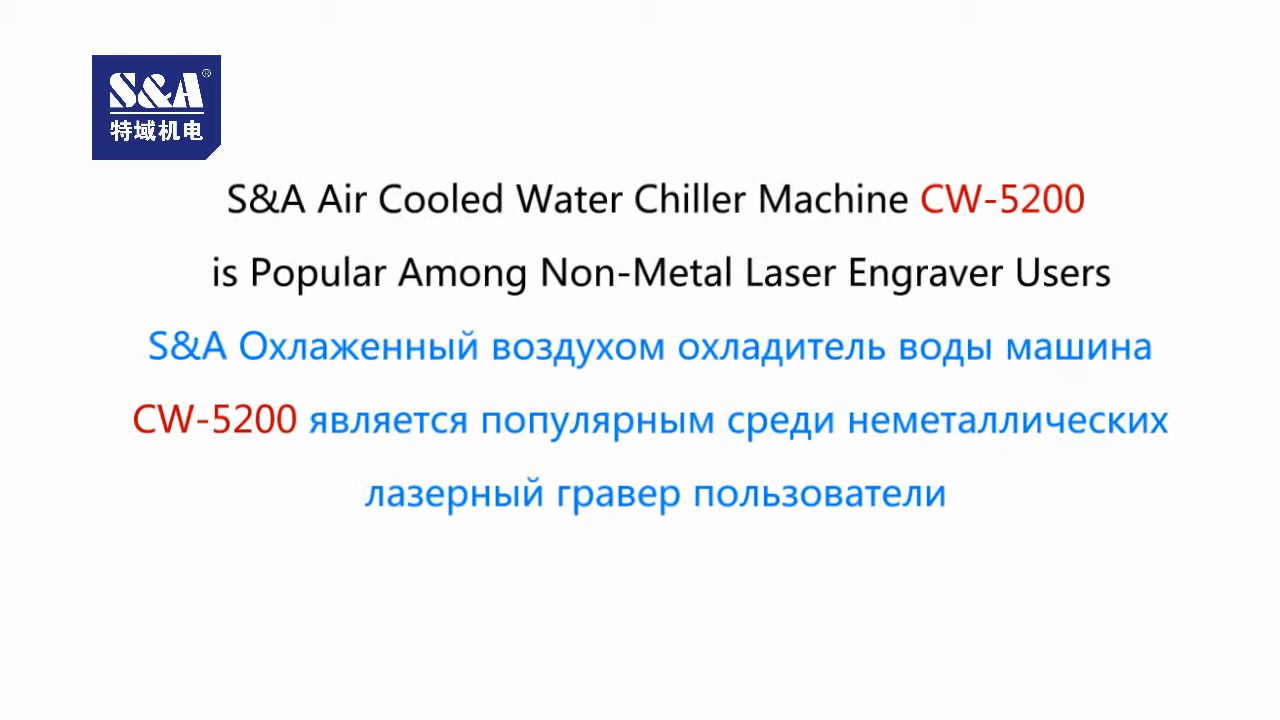 S&A®
特域机电
S&A Air Cooled Water Chiller Machine CW-5200
is Popular Among Non-Metal Laser Engraver Users
S&A Охлаженный воздухом охладитель воды машина
CW-5200 является популярным среди неметаллических
лазерный гравер пользователи